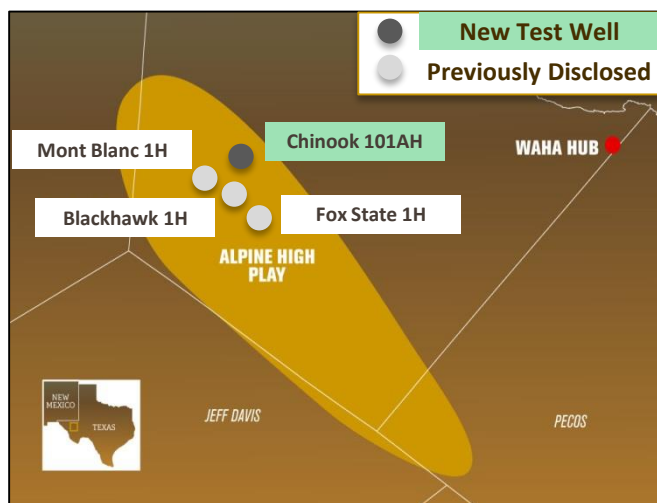 New Test Well
Previously Disclosed
Chinook 101AH
Mont Blanc 1H
WAHA HUB
Blackhawk 1H
Fox State 1H
ALPINE HIGH
PLAY
NEW
MEXICO
TEXAS
JEFF DAVIS
PECOS